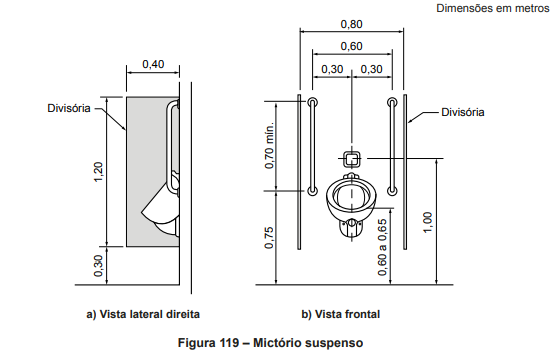 Dimensões em metros
0,80
0,40
0,60
0,30 0,30
Divisória
Divisória
0,70 mín.
1,20
1,00
0,75
0,60 a 0,65
0,30
a) Vista lateral direita
b) Vista frontal
Figura 119 – Mictório suspenso